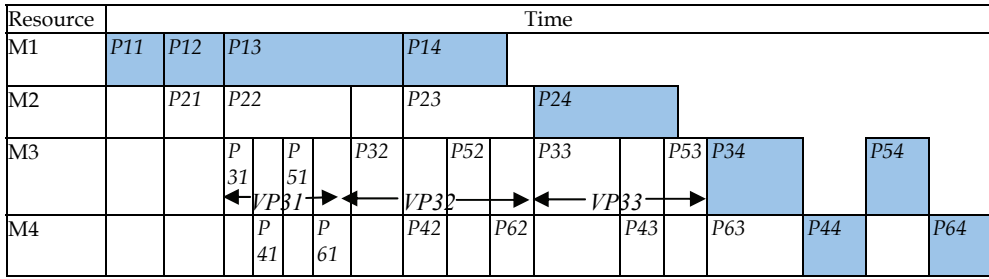 Resource Time
M1 P11 P12 P13 P14
M2 P21 P22 P23 P24
M3 P P P32 P52 P33 P53 P34 P54
31 51
VP31 VP32 VP33
M4 P P P42 P62 P43 P63 P44 P64
41 61